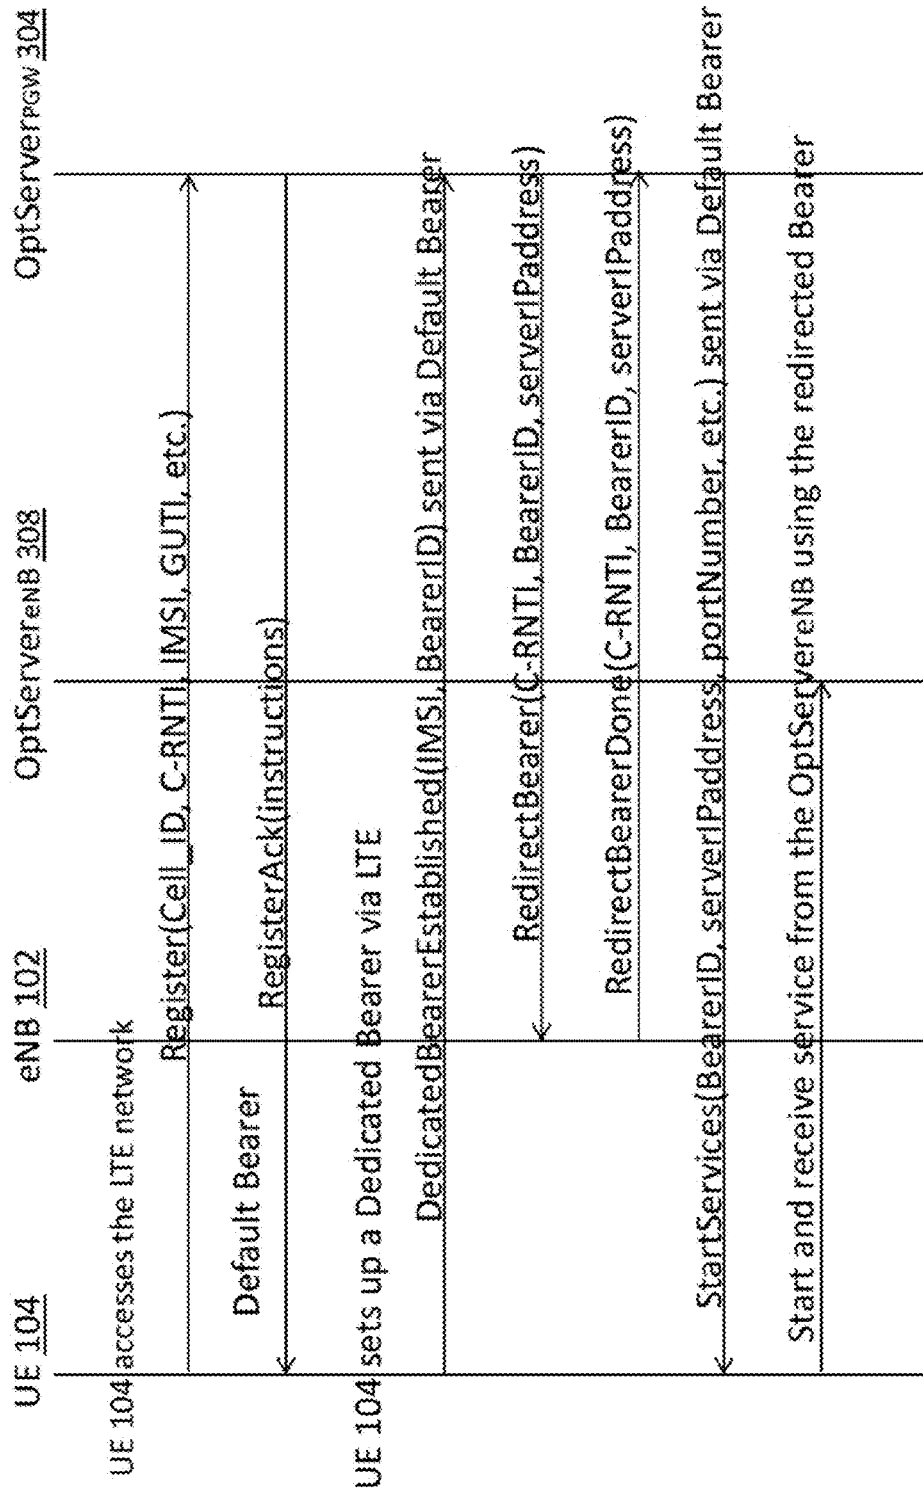 UE 104
eNB 102
OptServereNB 308
OptServerPGW 304
UE 104 accesses the LTE network
Register(Cell_ID, C-RNTI, IMSI, GUTI, etc.)
Default Bearer
RegisterAck(instructions)
UE 104 sets up a Dedicated Bearer via LTE
DedicatedBearerEstablished(IMSI, BearerID) sent via Default Bearer
RedirectBearer(C-RNTI, BearerID, serverIPaddress)
RedirectBearerDone(C-RNTI, BearerID, serverIPaddress)
StartServices(BearerID, serverIPaddress, portNumber, etc.) sent via Default Bearer
Start and receive service from the OptServereNB using the redirected Bearer